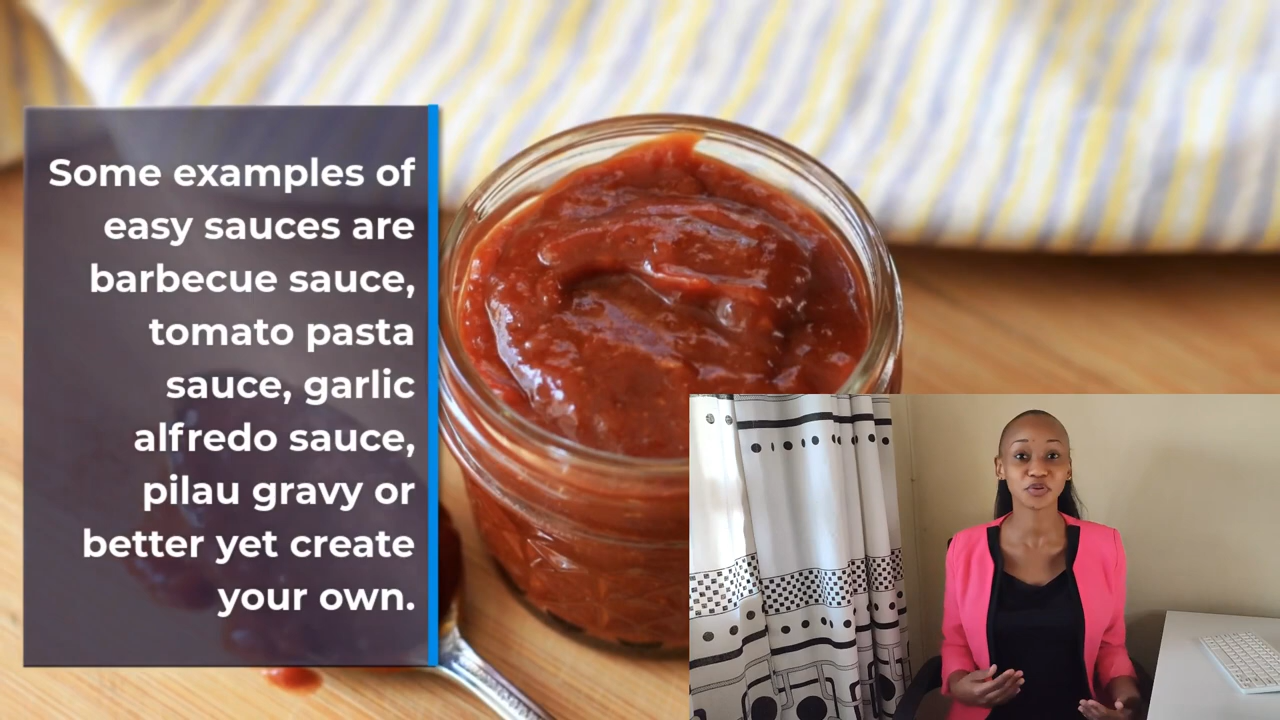 Some examples of
easy sauces are
barbecue sauce,
tomato pasta
sauce, garlic
alfredo sauce,
pilau gravy or
better yet create
your own.